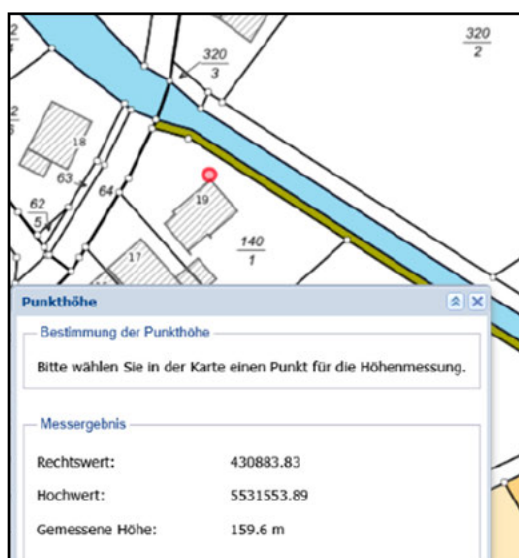 320
3
320
2
18
63
64
62
5
19
140
1
17
Punkthöhe
Bestimmung der Punkthöhe
Bitte wählen Sie in der Karte einen Punkt für die Höhenmessung.
Messergebnis
Rechtswert: 430883.83
Hochwert: 5531553.89
Gemessene Höhe: 159.6 m